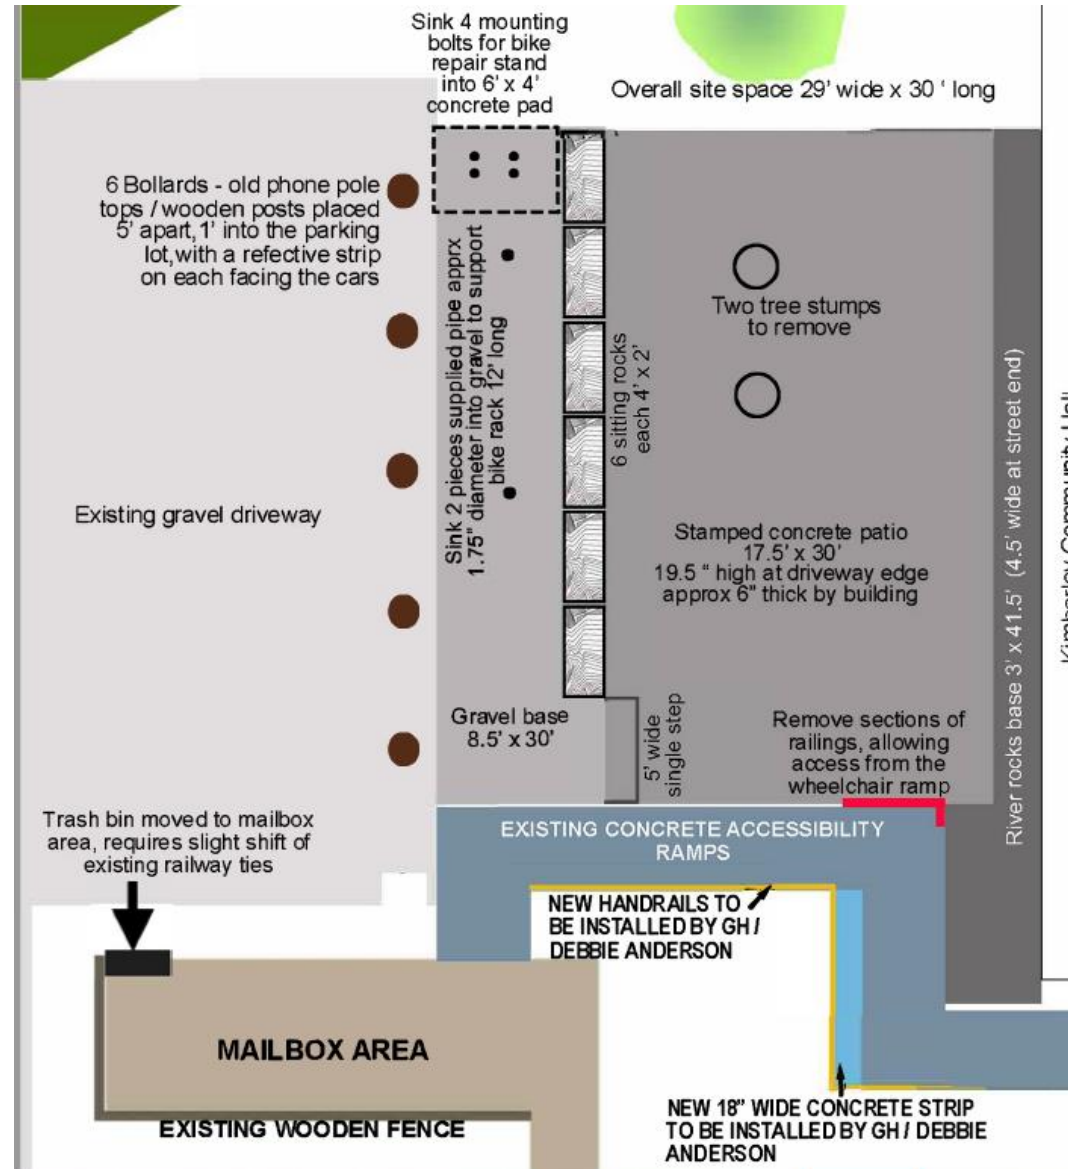 Sink 4 mounting
bolts for bike
repair stand
into 6' x 4'
concrete pad
Overall site space 29' wide x 30 ' long
6 Bollards - old phone pole
tops / wooden posts placed
5' apart, 1' into the parking
lot, with a refective strip
on each facing the cars
Sink 2 pieces supplied pipe apprx
1.75" diameter into gravel to support
bike rack 12' long
6 sitting rocks
each 4' x 2'
Two tree stumps
to remove
Existing gravel driveway
Stamped concrete patio
17.5' x 30'
19.5 " high at driveway edge
approx 6" thick by building
River rocks base 3' x 41.5' (4.5' wide at street end)
Kimberley Community Hall
Gravel base
8.5' x 30'
5' wide
single step
Remove sections of
railings, allowing
access from the
wheelchair ramp
Trash bin moved to mailbox
area, requires slight shift of
existing railway ties
EXISTING CONCRETE ACCESSIBILITY
RAMPS
NEW HANDRAILS TO
BE INSTALLED BY GH /
DEBBIE ANDERSON
MAILBOX AREA
EXISTING WOODEN FENCE
NEW 18" WIDE CONCRETE STRIP
TO BE INSTALLED BY GH / DEBBIE
ANDERSON